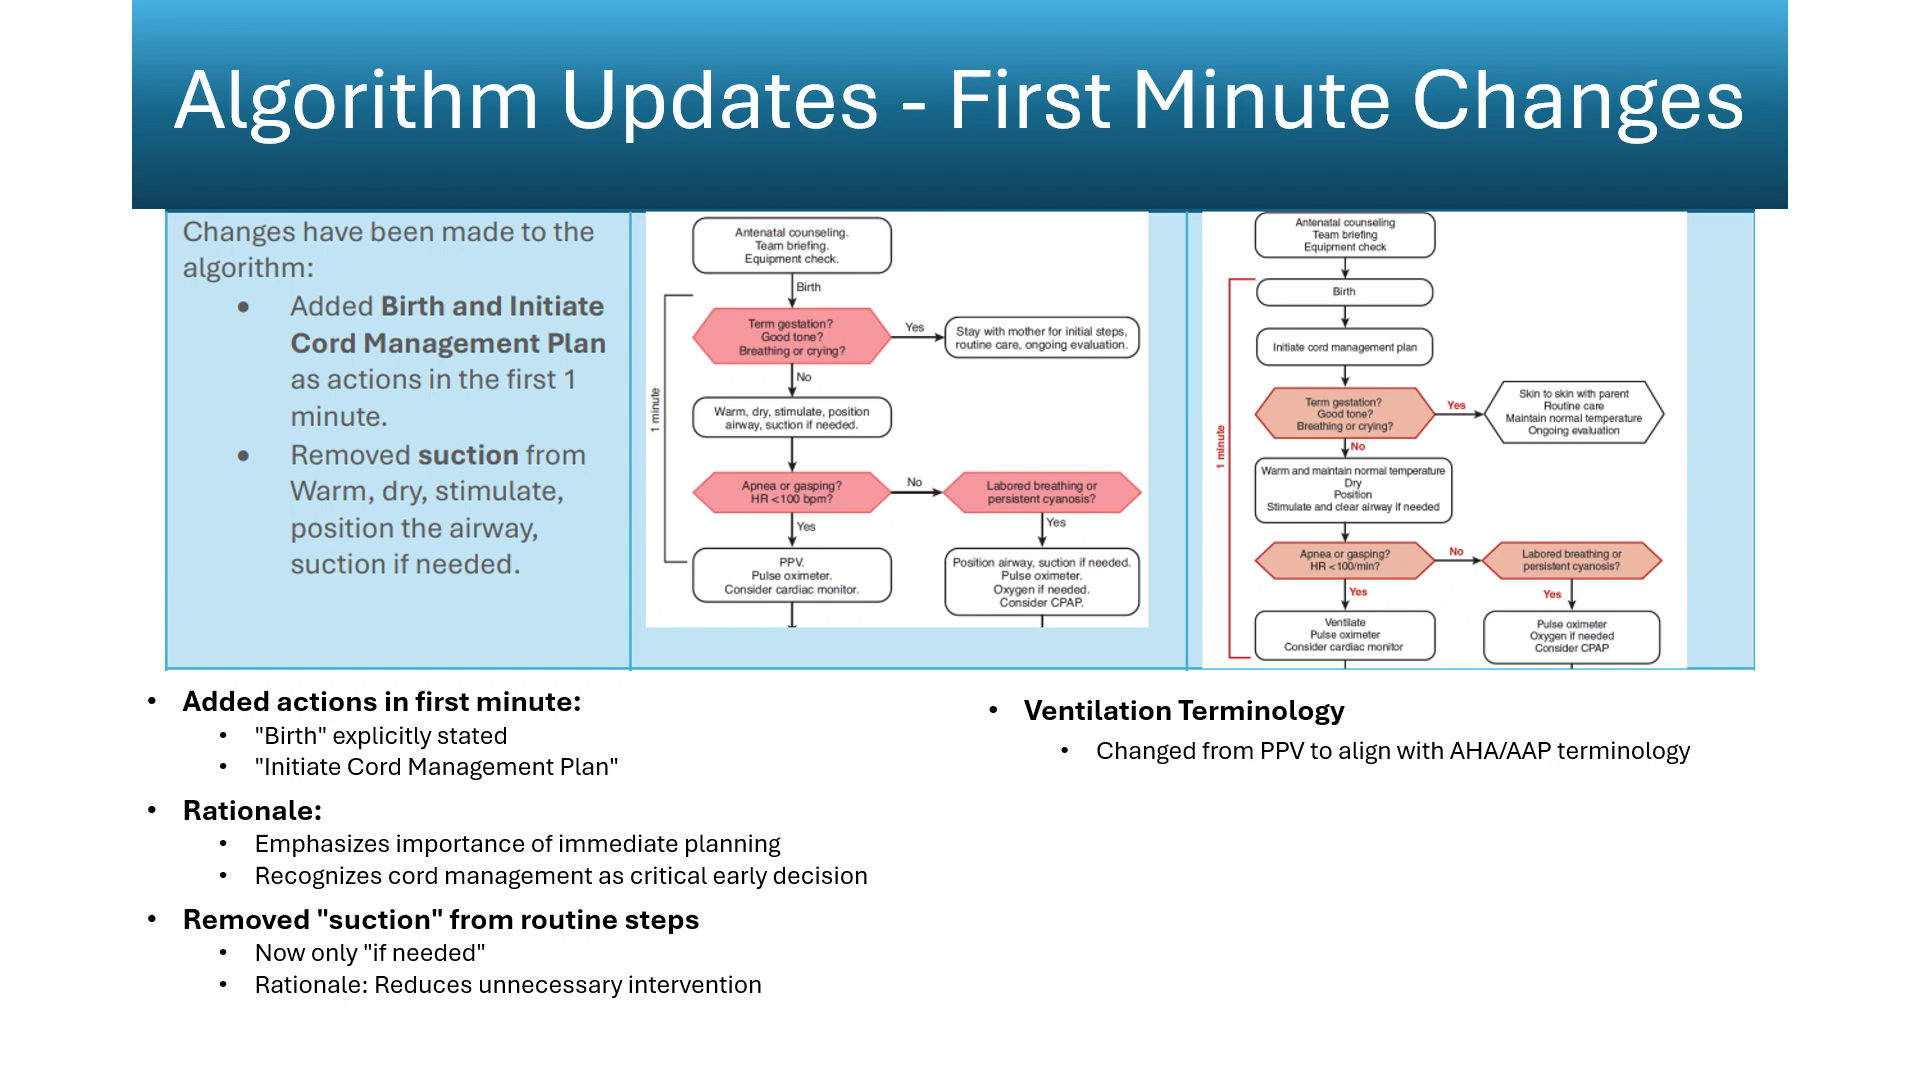 Algorithm Updates - First Minute Changes
Changes have been made to the
algorithm:
• Added Birth and Initiate
Cord Management Plan
as actions in the first 1
minute.
• Removed suction from
Warm, dry, stimulate,
position the airway,
suction if needed.
Antenatal counseling.
Team briefing.
Equipment check.
Birth
1 minute
Term gestation?
Good tone?
Breathing or crying?
Yes
Stay with mother for initial steps,
routine care, ongoing evaluation.
No
Warm, dry, stimulate, position
airway, suction if needed.
Apnea or gasping?
HR <100 bpm?
No
Labored breathing or
persistent cyanosis?
Yes
Yes
PPV.
Pulse oximeter.
Consider cardiac monitor.
Position airway, suction if needed.
Pulse oximeter.
Oxygen if needed.
Consider CPAP.
Antenatal counseling
Team briefing
Equipment check
1 minute
Birth
Initiate cord management plan
Term gestation?
Good tone?
Breathing or crying?
Yes
Skin to skin with parent
Routine care
Maintain normal temperature
Ongoing evaluation
No
Warm and maintain normal temperature
Dry
Position
Stimulate and clear airway if needed
Apnea or gasping?
HR <100/min?
No
Labored breathing or
persistent cyanosis?
Yes
Yes
Ventilate
Pulse oximeter
Consider cardiac monitor
Pulse oximeter
Oxygen if needed
Consider CPAP
• Added actions in first minute:
• "Birth" explicitly stated
• "Initiate Cord Management Plan"
• Rationale:
• Emphasizes importance of immediate planning
• Recognizes cord management as critical early decision
• Removed "suction" from routine steps
• Now only "if needed"
• Rationale: Reduces unnecessary intervention
• Ventilation Terminology
• Changed from PPV to align with AHA/AAP terminology